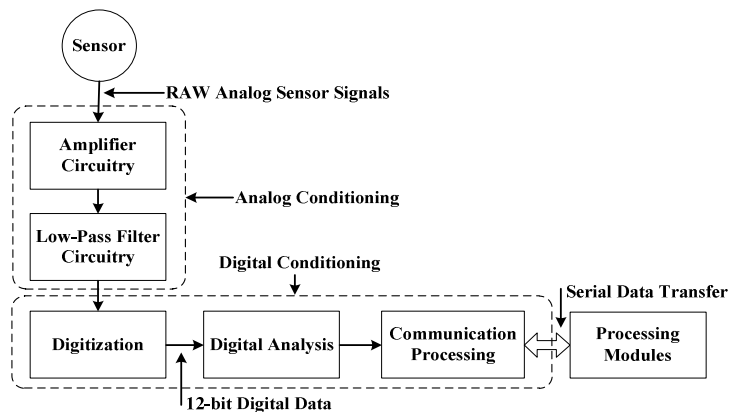 Sensor
RAW Analog Sensor Signals
Amplifier
Circuitry
Analog Conditioning
Low-Pass Filter
Circuitry
Digital Conditioning
Serial Data Transfer
Digitization
Digital Analysis
Communication
Processing
Processing
Modules
12-bit Digital Data